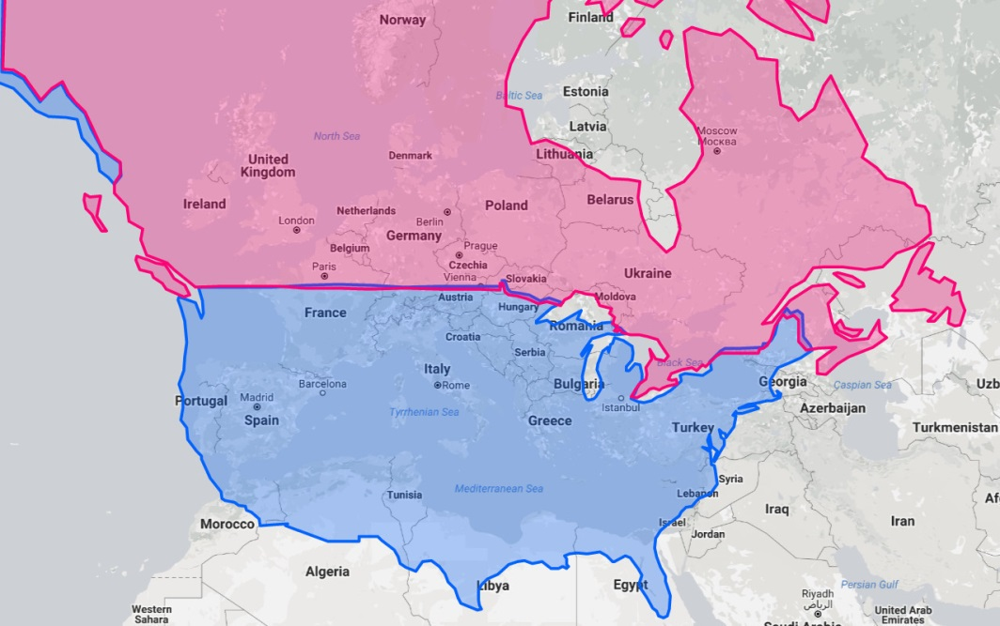 Norway
Finland
Baltic Sea
Estonia
Latvia
Lithuania
Moscow
Москва
North Sea
Denmark
United
Kingdom
Ireland
London
Netherlands
Berlin
Poland
Belarus
Germany
Belgium
Prague
Czechia
Paris
Vienna
Slovakia
Ukraine
Moldova
Austria
France
Hungary
Romania
Croatia
Serbia
Black Sea
Italy
Rome
Barcelona
Bulgaria
Georgia
Caspian Sea
Uzb
Portugal
Madrid
Spain
Tyrrhenian Sea
Istanbul
Azerbaijan
Greece
Turkey
Turkmenistan
Syria
Tunisia
Mediterranean Sea
Lebanon
Af
Morocco
Israel
Iraq
Iran
Jordan
Algeria
Libya
Egypt
Persian Gulf
Riyadh
الرياض
Western
Sahara
United Arab
Emirates
Saudi Arabia